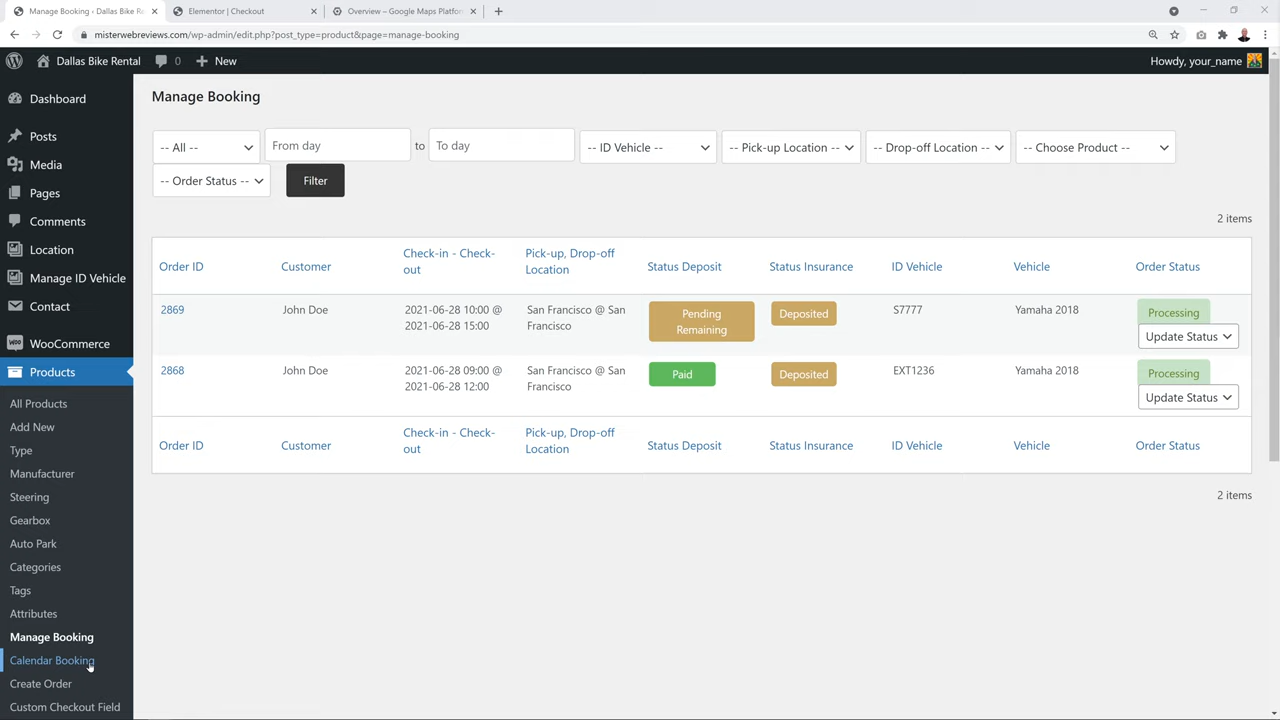 Manage Booking ‹ Dallas Bike Re
Elementor | Checkout
Overview – Google Maps Platfor
misterwebreviews.com/wp-admin/edit.php?post_type=product&page=manage-booking
Dallas Bike Rental
0
New
Howdy, your_name
Dashboard
Posts
Media
Pages
Comments
Location
Manage ID Vehicle
Contact
WooCommerce
Products
All Products
Add New
Type
Manufacturer
Steering
Gearbox
Auto Park
Categories
Tags
Attributes
Manage Booking
Calendar Booking
Create Order
Custom Checkout Field
Manage Booking
-- All --
From day
to
To day
-- ID Vehicle --
-- Pick-up Location --
-- Drop-off Location --
-- Choose Product --
-- Order Status --
Filter
2 items
Order ID
Customer
Check-in - Check-
out
Pick-up, Drop-off
Location
Status Deposit
Status Insurance
ID Vehicle
Vehicle
Order Status
2869
John Doe
2021-06-28 10:00 @
2021-06-28 15:00
San Francisco @ San
Francisco
Pending
Remaining
Deposited
S7777
Yamaha 2018
Processing
Update Status
2868
John Doe
2021-06-28 09:00 @
2021-06-28 12:00
San Francisco @ San
Francisco
Paid
Deposited
EXT1236
Yamaha 2018
Processing
Update Status
Order ID
Customer
Check-in - Check-
out
Pick-up, Drop-off
Location
Status Deposit
Status Insurance
ID Vehicle
Vehicle
Order Status
2 items